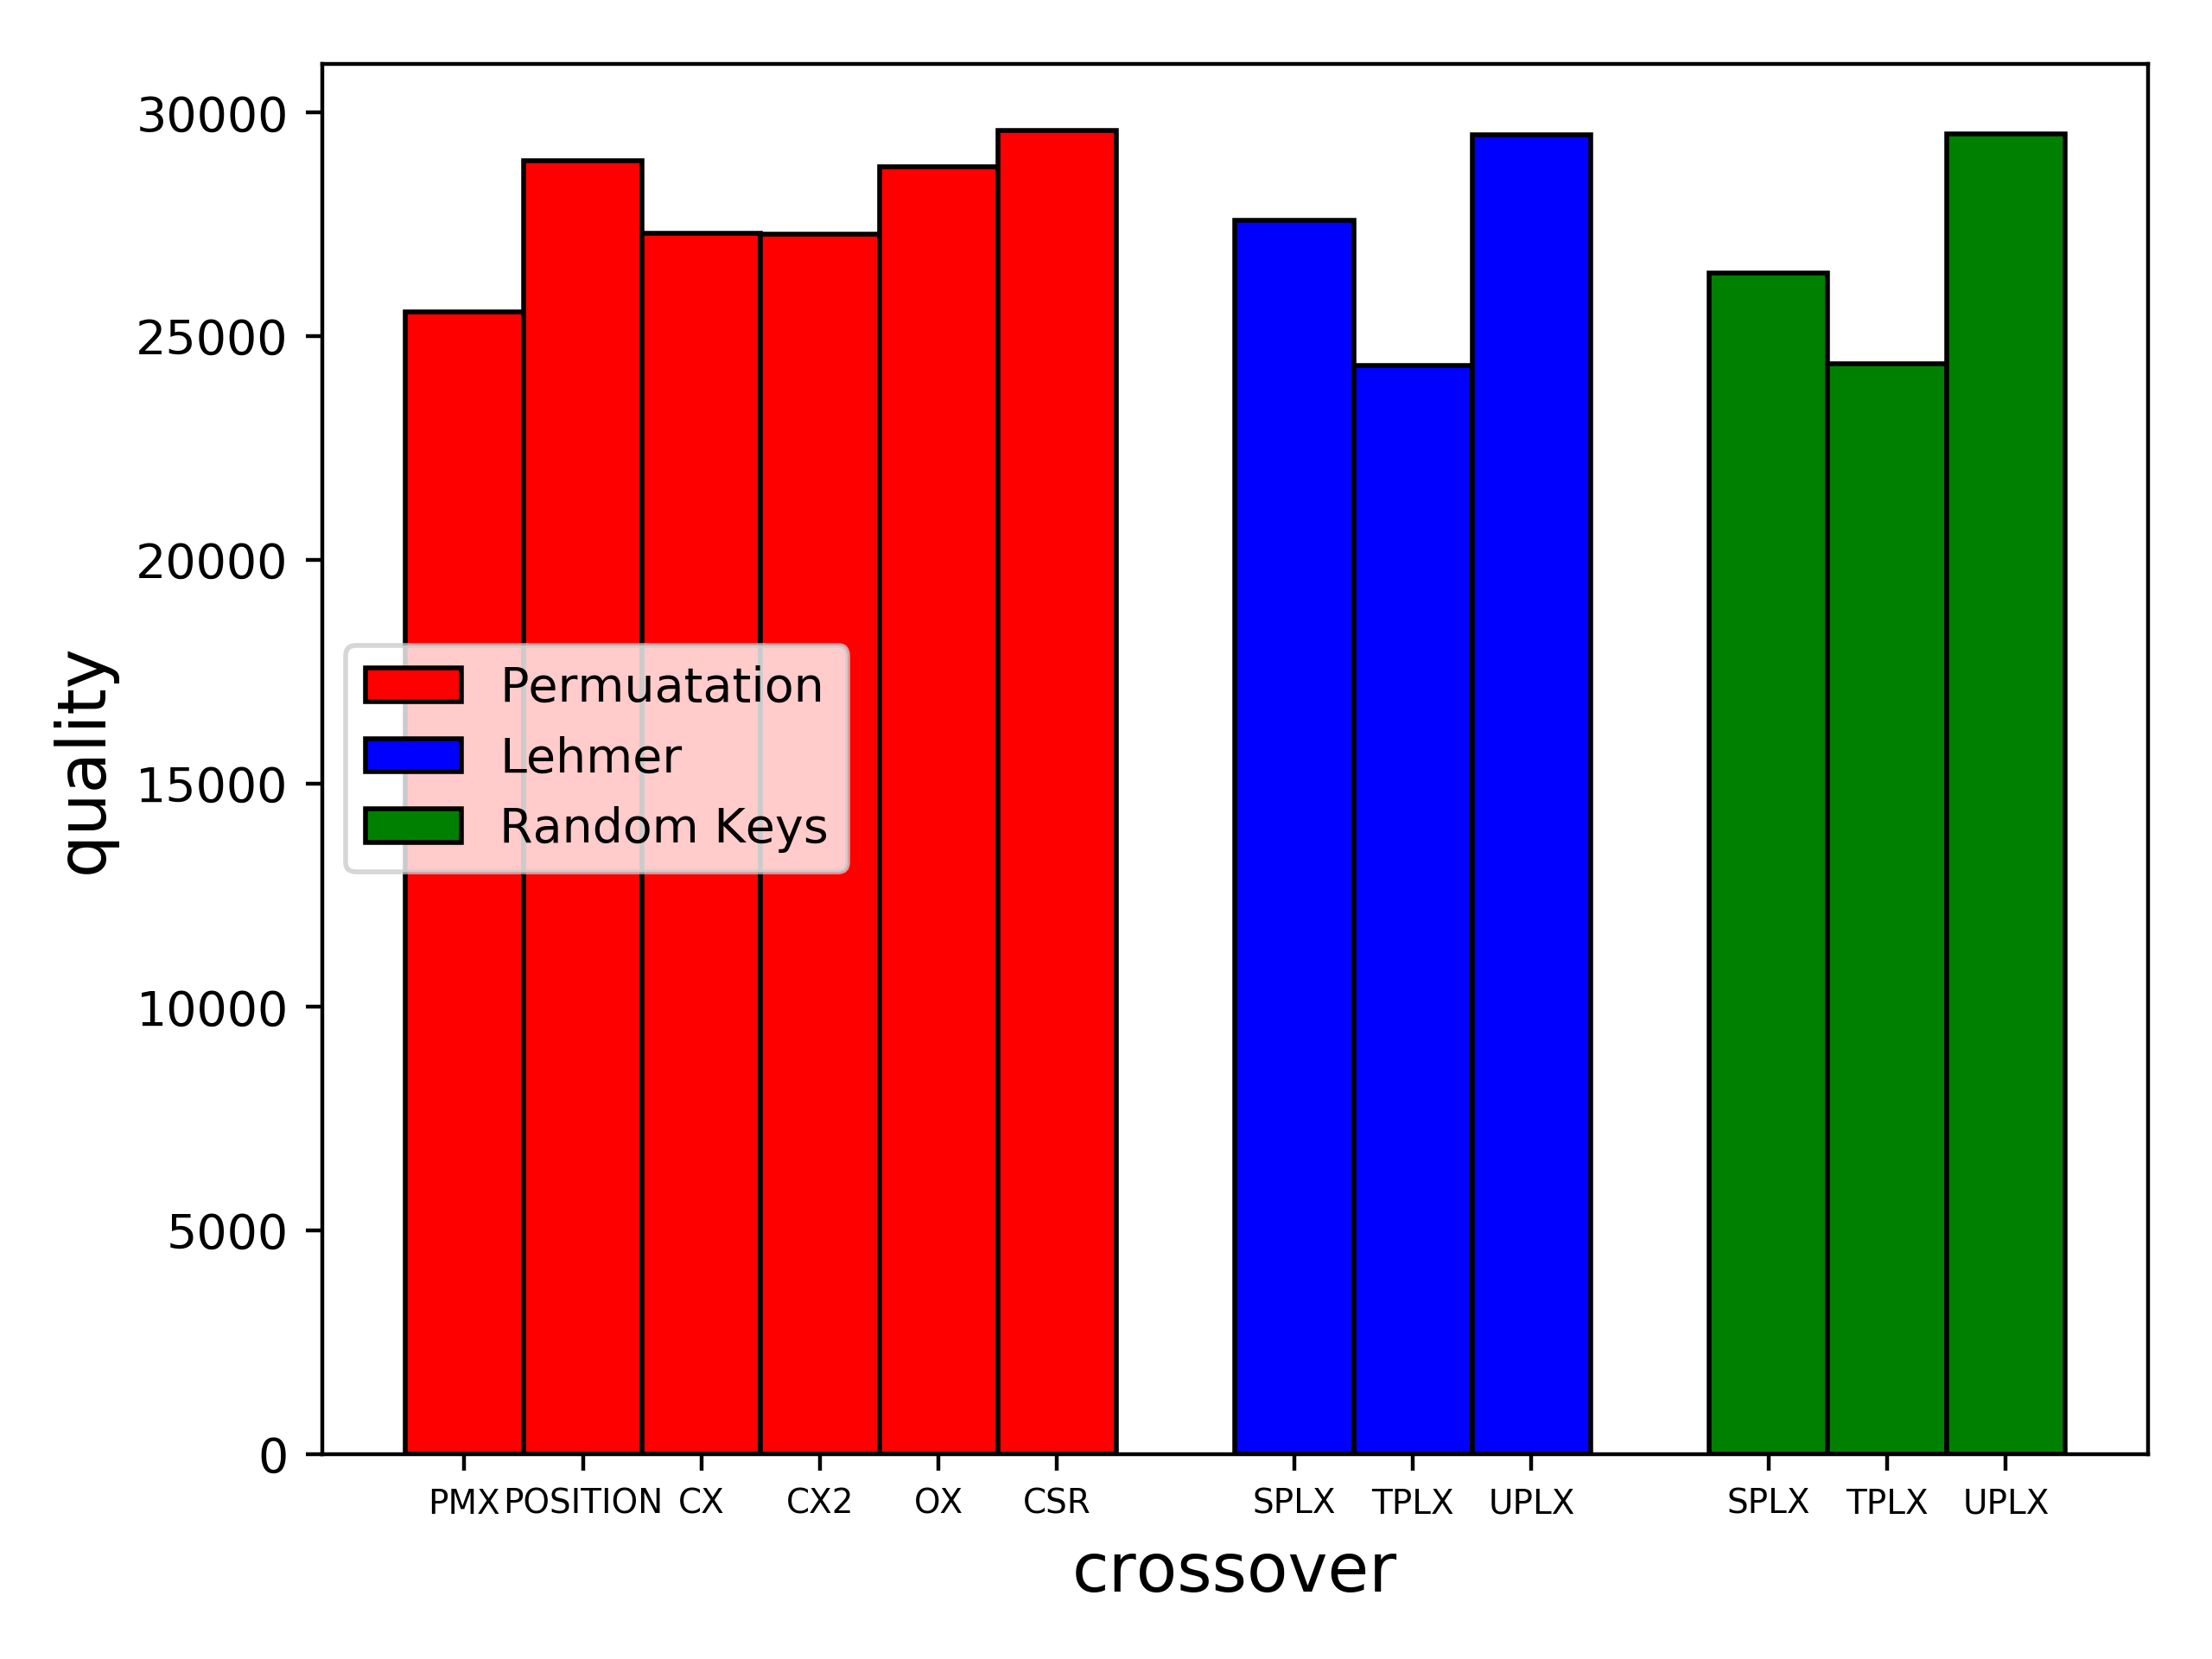 30000
25000
20000
15000
10000
5000
0
quality
Permuatation
Lehmer
Random Keys
PMX POSITION CX CX2 OX CSR SPLX TPLX UPLX SPLX TPLX UPLX
crossover